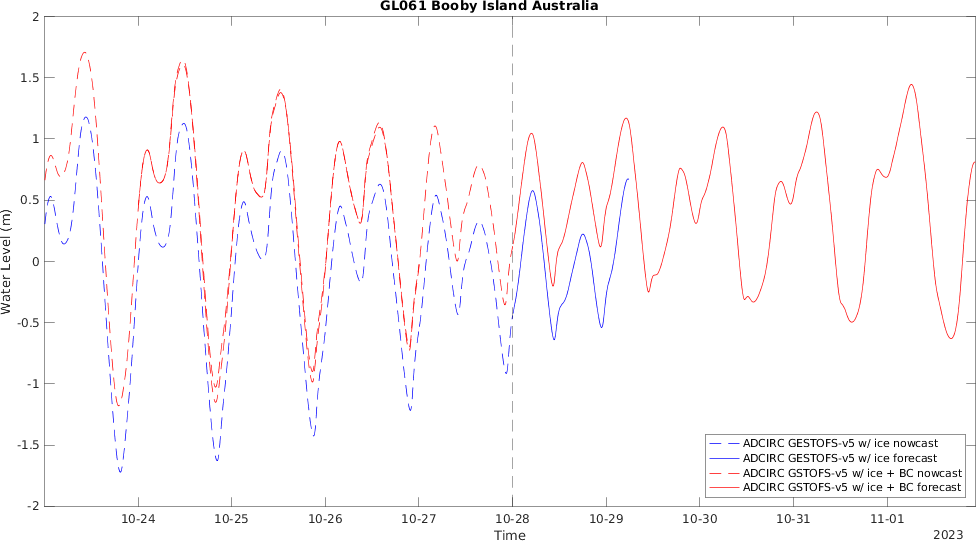 GL061 Booby Island Australia
2
1.5
1
0.5
0
-0.5
-1
-1.5
-2
Water Level (m)
ADCIRC GESTOFS-v5 w/ ice nowcast
ADCIRC GESTOFS-v5 w/ ice forecast
ADCIRC GSTOFS-v5 w/ ice + BC nowcast
ADCIRC GSTOFS-v5 w/ ice + BC forecast
10-24 10-25 10-26 10-27 10-28 10-29 10-30 10-31 11-01
Time
2023